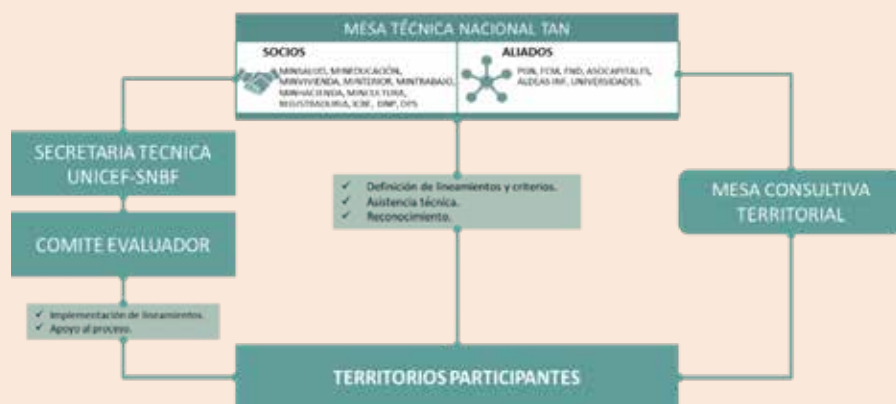 MESA TÉCNICA NACIONAL TAN
SOCIOS
MINSALUD, MINEDUCACIÓN,
MINVIVIENDA, MINTERIOR, MINTRABAJO,
MINHACIENDA, MINCULTURA,
REGISTRADURIA, ICBF, DNP, DPS
ALIADOS
PGN, FCM, FND, ASOCAPITALES,
ALDEAS INF, UNIVERSIDADES.
SECRETARIA TECNICA
UNICEF-SNBF
✓ Definición de lineamientos y criterios.
✓ Asistencia técnica.
✓ Reconocimiento.
MESA CONSULTIVA
TERRITORIAL
COMITE EVALUADOR
✓ Implementación de lineamientos.
✓ Apoyo al proceso.
TERRITORIOS PARTICIPANTES